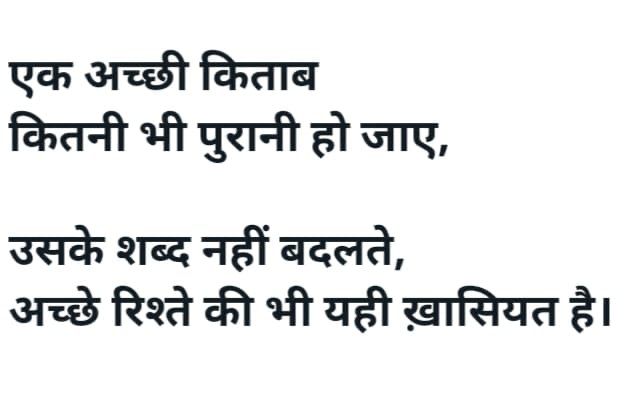 एक अच्छी किताब
कितनी भी पुरानी हो जाए,
उसके शब्द नहीं बदलते,
अच्छे रिश्ते की भी यही ख़ासियत है।